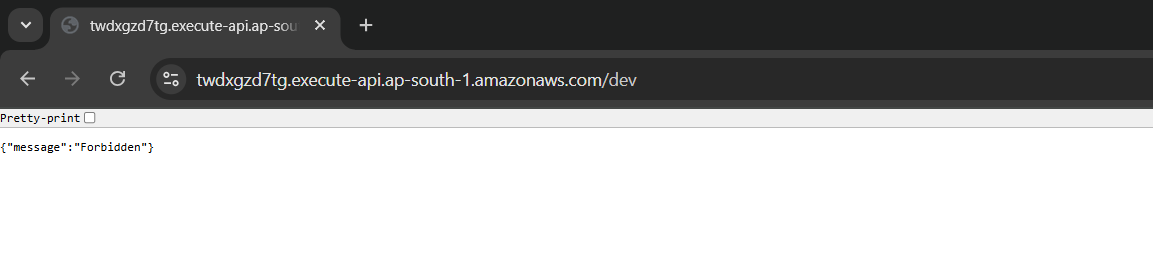 twdxgzd7tg.execute-api.ap-sou
twdxgzd7tg.execute-api.ap-south-1.amazonaws.com/dev
Pretty-print
{"message":"Forbidden"}